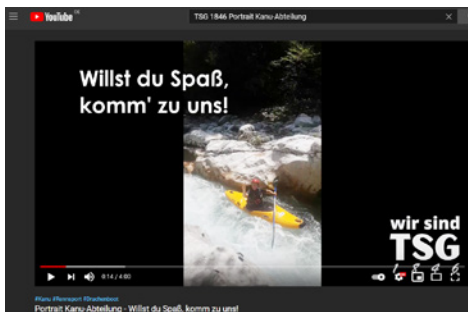 YouTube DE
TSG 1846 Portrait Kanu-Abteilung
Willst du Spaß,
komm' zu uns!
wir sind
TSG
0:14 / 4:00
#Kanu #Rennsport #Drachenboot
Portrait Kanu-Abteilung - Willst du Spaß, komm zu uns!